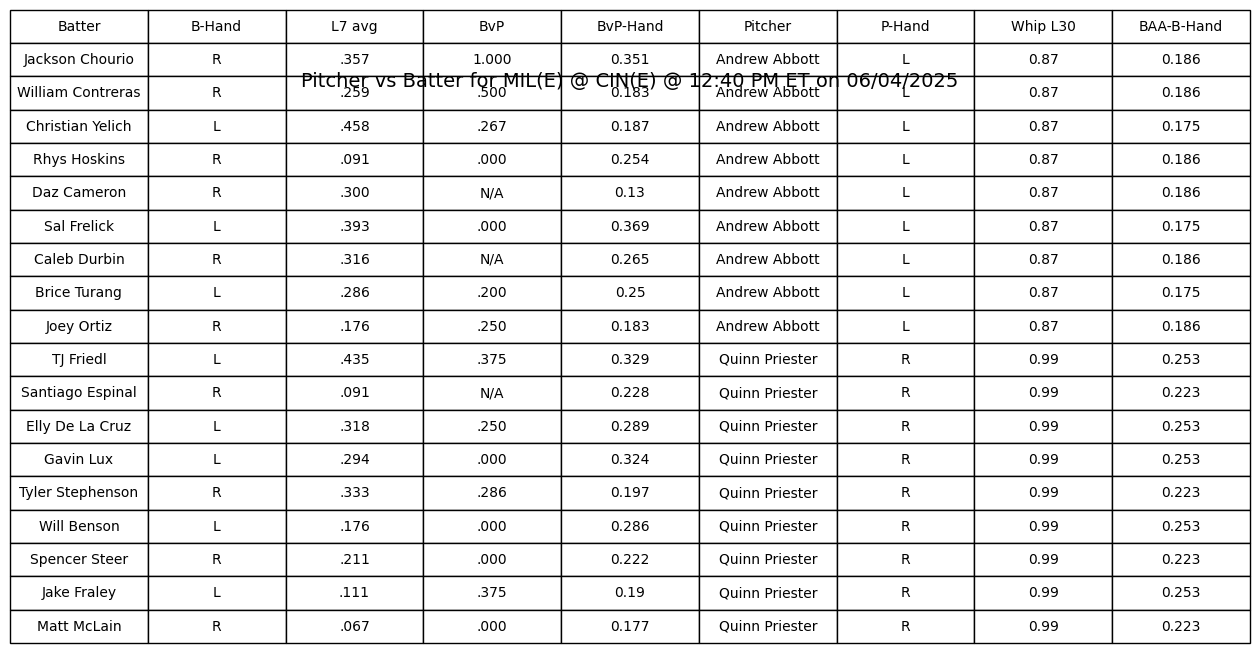 Batter B-Hand L7 avg BvP BvP-Hand Pitcher P-Hand Whip L30 BAA-B-Hand
Jackson Chourio R .357 1.000 0.351 Andrew Abbott L 0.87 0.186
Pitcher vs Batter for MIL(E) @ CIN(E) @ 12:40 PM ET on 06/04/2025
William Contreras R .259 .500 0.183 Andrew Abbott L 0.87 0.186
Christian Yelich L .458 .267 0.187 Andrew Abbott L 0.87 0.175
Rhys Hoskins R .091 .000 0.254 Andrew Abbott L 0.87 0.186
Daz Cameron R .300 N/A 0.13 Andrew Abbott L 0.87 0.186
Sal Frelick L .393 .000 0.369 Andrew Abbott L 0.87 0.175
Caleb Durbin R .316 N/A 0.265 Andrew Abbott L 0.87 0.186
Brice Turang L .286 .200 0.25 Andrew Abbott L 0.87 0.175
Joey Ortiz R .176 .250 0.183 Andrew Abbott L 0.87 0.186
TJ Friedl L .435 .375 0.329 Quinn Priester R 0.99 0.253
Santiago Espinal R .091 N/A 0.228 Quinn Priester R 0.99 0.223
Elly De La Cruz L .318 .250 0.289 Quinn Priester R 0.99 0.253
Gavin Lux L .294 .000 0.324 Quinn Priester R 0.99 0.253
Tyler Stephenson R .333 .286 0.197 Quinn Priester R 0.99 0.223
Will Benson L .176 .000 0.286 Quinn Priester R 0.99 0.253
Spencer Steer R .211 .000 0.222 Quinn Priester R 0.99 0.223
Jake Fraley L .111 .375 0.19 Quinn Priester R 0.99 0.253
Matt McLain R .067 .000 0.177 Quinn Priester R 0.99 0.223